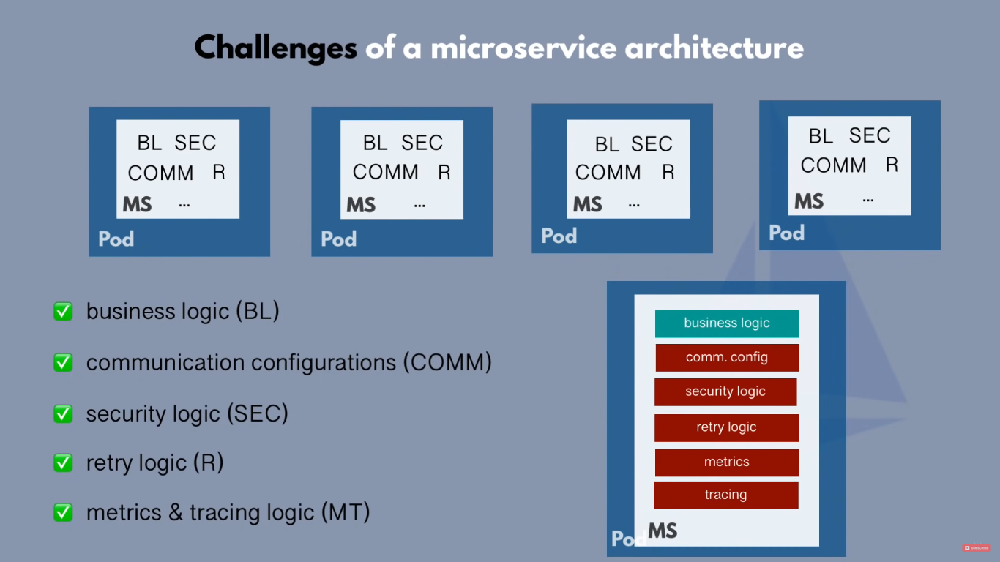 Challenges of a microservice architecture
BL SEC
COMM R
MS ...
Pod
BL SEC
COMM R
MS ...
Pod
BL SEC
COMM R
MS ...
Pod
BL SEC
COMM R
MS ...
Pod
business logic (BL)
communication configurations (COMM)
security logic (SEC)
retry logic (R)
metrics & tracing logic (MT)
business logic
comm. config
security logic
retry logic
metrics
tracing
MS
Pod
SUBSCRIBE